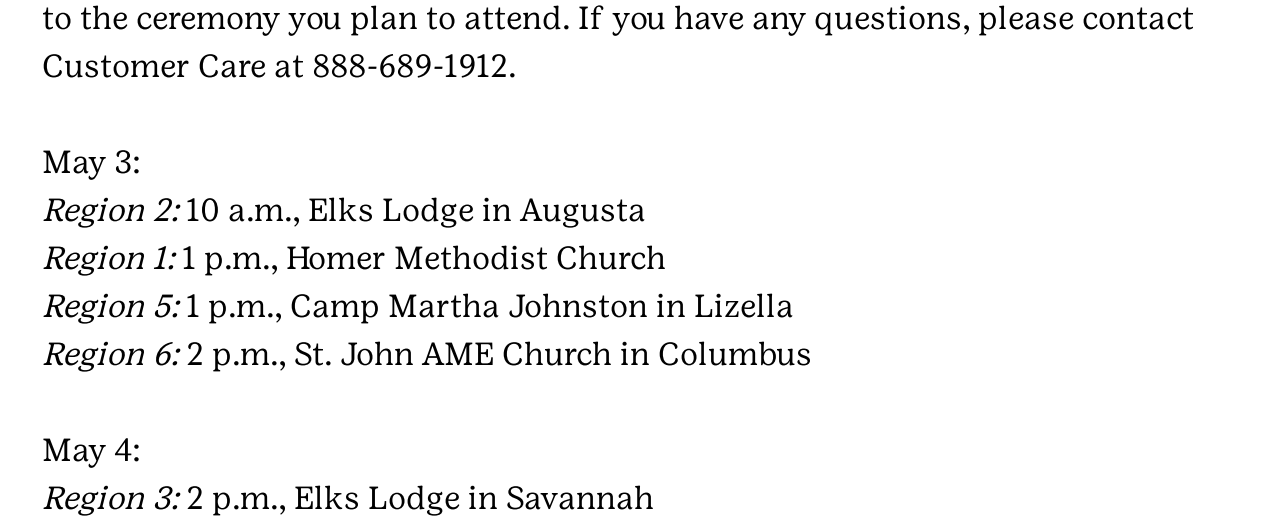 to the ceremony you plan to attend. If you have any questions, please contact
Customer Care at 888-689-1912.
May 3:
Region 2: 10 a.m., Elks Lodge in Augusta
Region 1: 1 p.m., Homer Methodist Church
Region 5: 1 p.m., Camp Martha Johnston in Lizella
Region 6: 2 p.m., St. John AME Church in Columbus
May 4:
Region 3: 2 p.m., Elks Lodge in Savannah